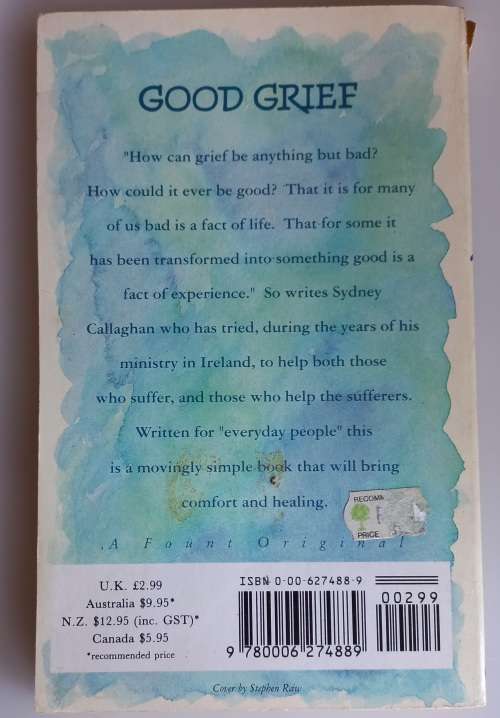 GOOD GRIEF
"How can grief be anything but bad?
How could it ever be good? That it is for many
of us bad is a fact of life. That for some it
has been transformed into something good is a
fact of experience." So writes Sydney
Callaghan who has tried, during the years of his
ministry in Ireland, to help both those
who suffer, and those who help the sufferers.
Written for "everyday people" this
is a movingly simple book that will bring
comfort and healing.
RECOMM
PRICE
A Fount Original
U.K. £2.99
Australia $9.95*
N.Z. $12.95 (inc. GST)*
Canada $5.95
*recommended price
ISBN 0-00-627488-9
00299
9 780006 274889
Cover by Stephen Raw